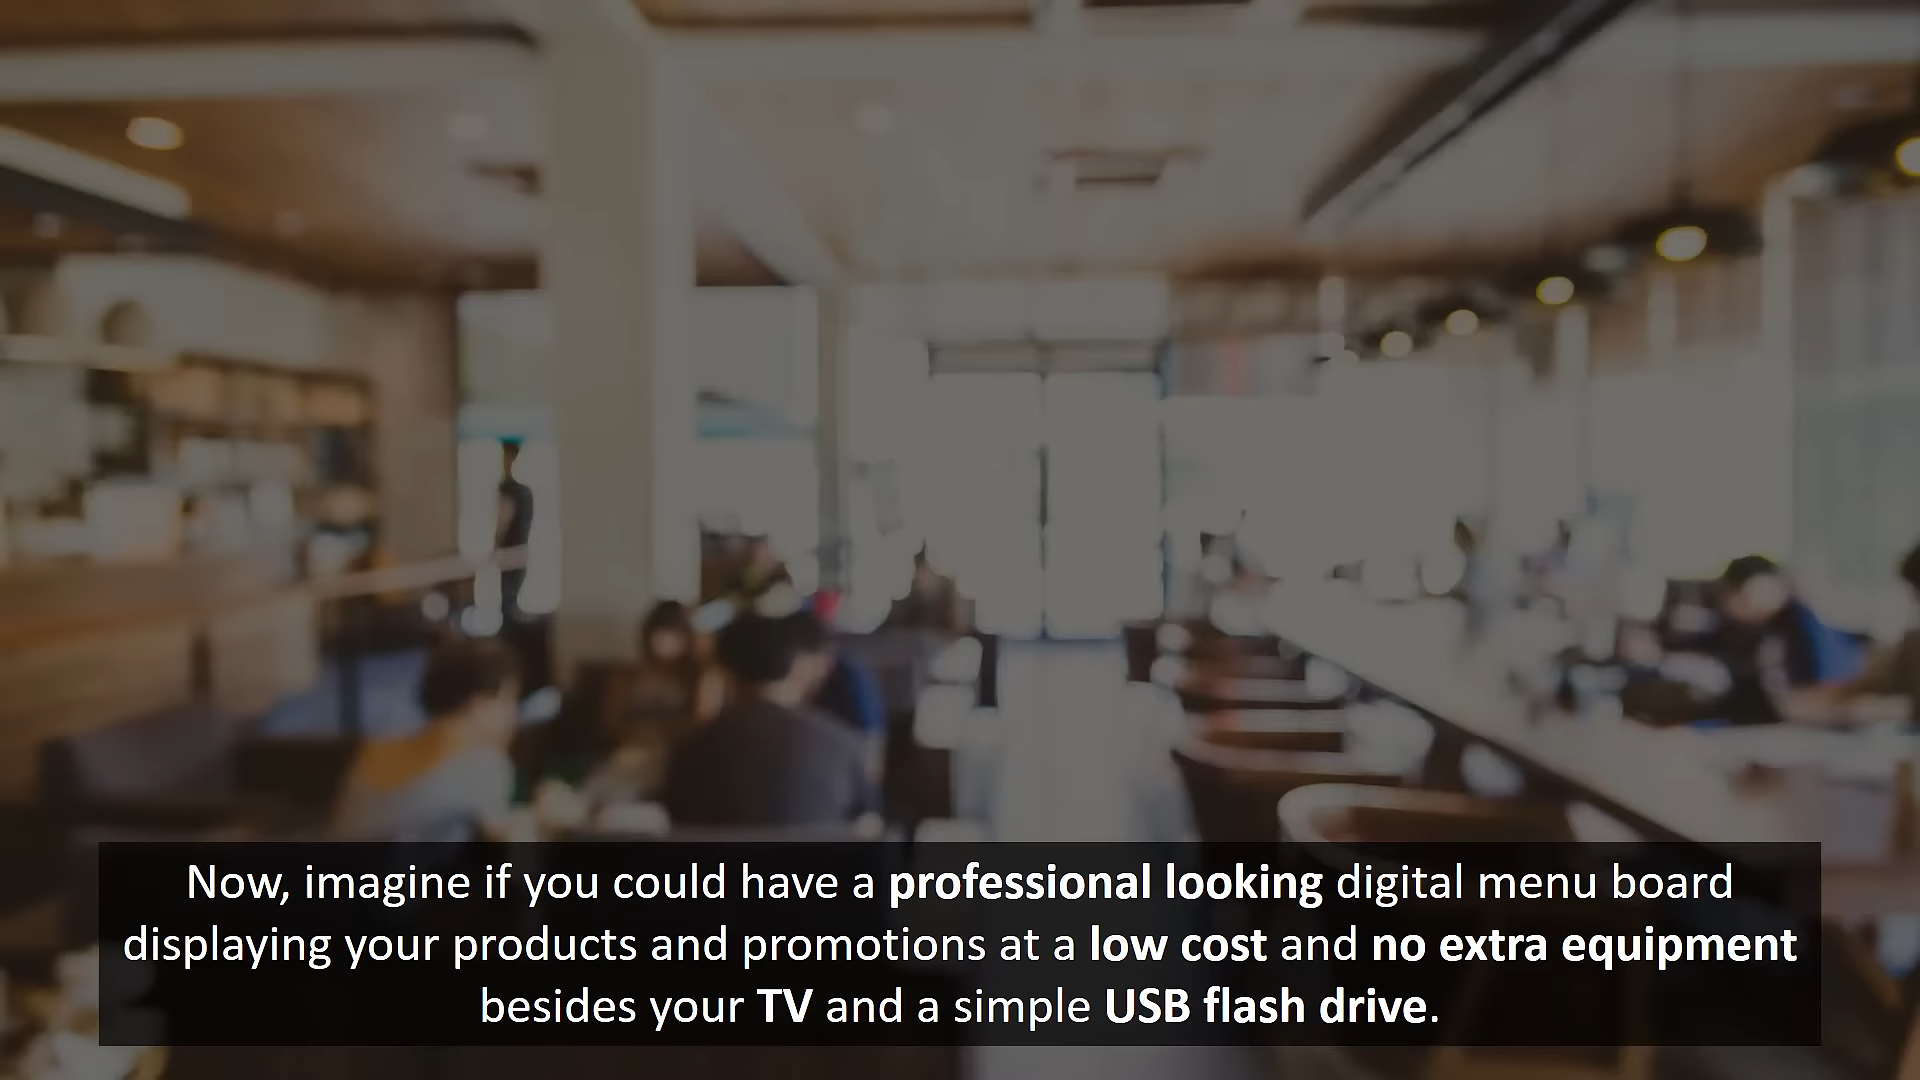 Now, imagine if you could have a professional looking digital menu board
displaying your products and promotions at a low cost and no extra equipment
besides your TV and a simple USB flash drive.